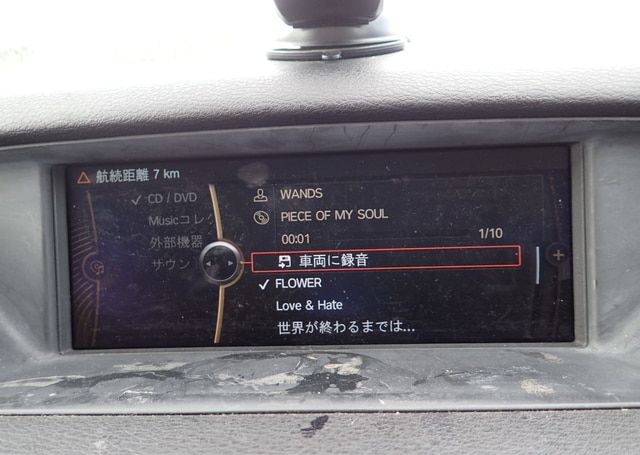 航続距離 7 km
CD / DVD
Musicコレ
外部機器
サウン
WANDS
PIECE OF MY SOUL
00:01 1/10
車両に録音
FLOWER
Love & Hate
世界が終わるまでは...